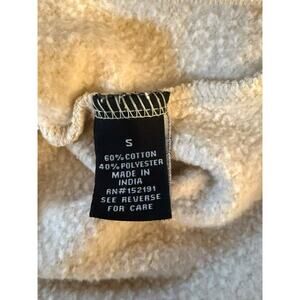 S
60% COTTON
40% POLYESTER
MADE IN
INDIA
RN#152191
SEE REVERSE
FOR CARE